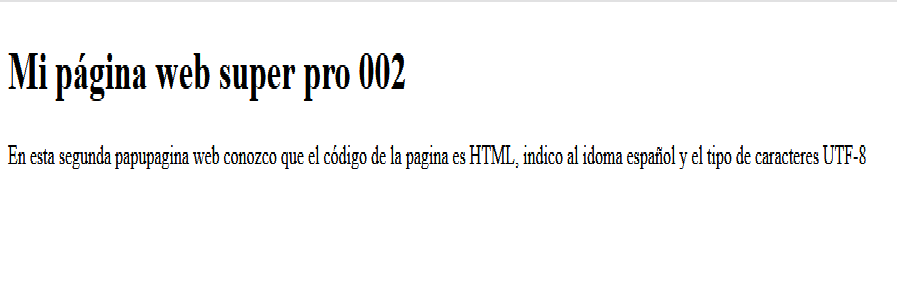 Mi página web super pro 002
En esta segunda papupagina web conozco que el código de la pagina es HTML, indico al idoma español y el tipo de caracteres UTF-8